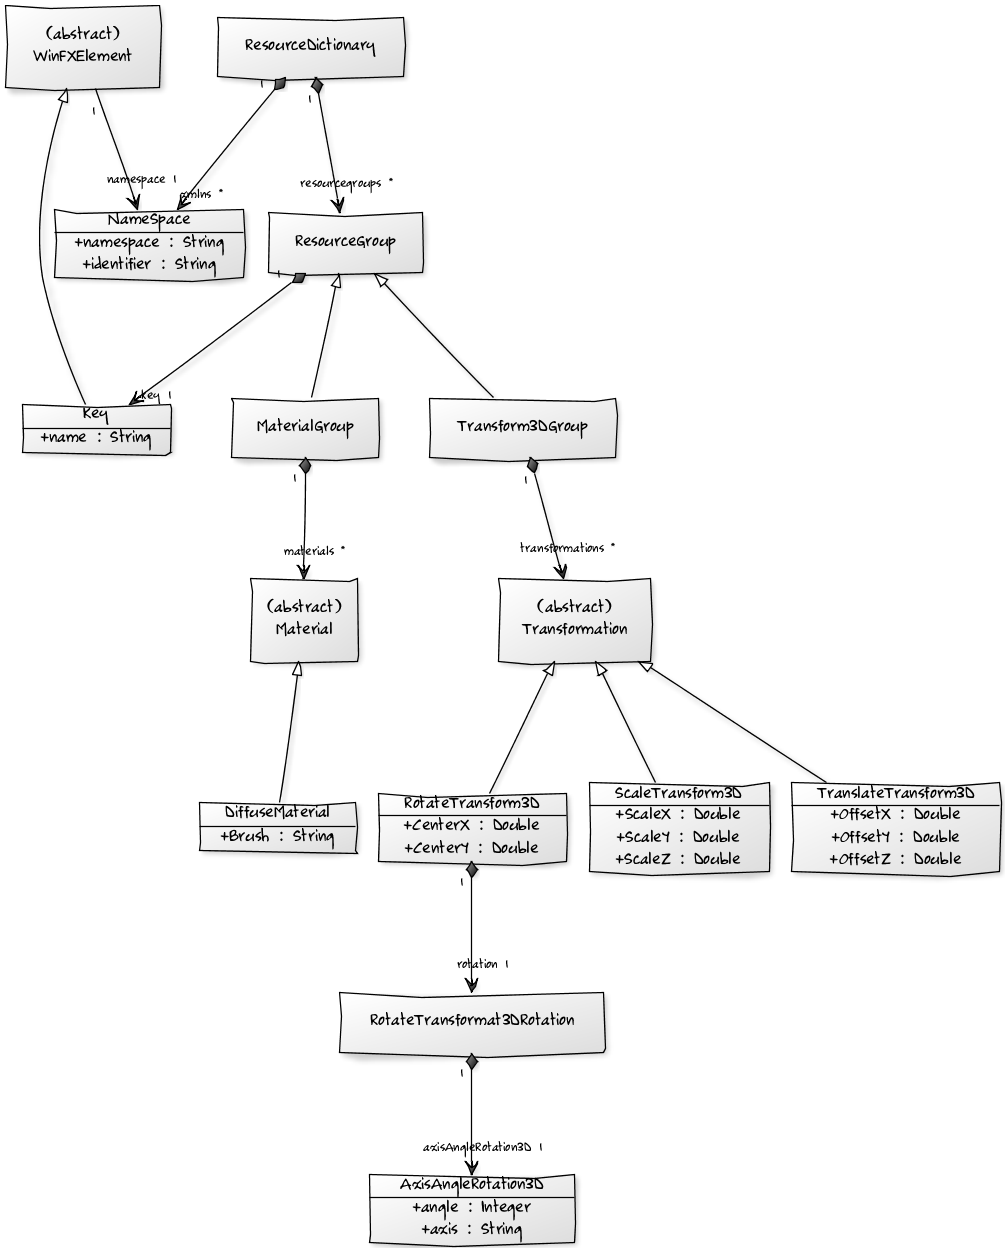 (abstract)
WinFXElement
ResourceDictionary
1
1
1
namespace 1
xmlns *
resourcegroups *
NameSpace
+namespace : String
+identifier : String
ResourceGroup
1
key 1
Key
+name : String
MaterialGroup
Transform3DGroup
1
1
materials *
transformations *
(abstract)
Material
(abstract)
Transformation
DiffuseMaterial
+Brush : String
RotateTransform3D
+CenterX : Double
+CenterY : Double
ScaleTransform3D
+ScaleX : Double
+ScaleY : Double
+ScaleZ : Double
TranslateTransform3D
+OffsetX : Double
+OffsetY : Double
+OffsetZ : Double
1
rotation 1
RotateTransformat3DRotation
1
axisAngleRotation3D 1
AxisAngleRotation3D
+angle : Integer
+axis : String